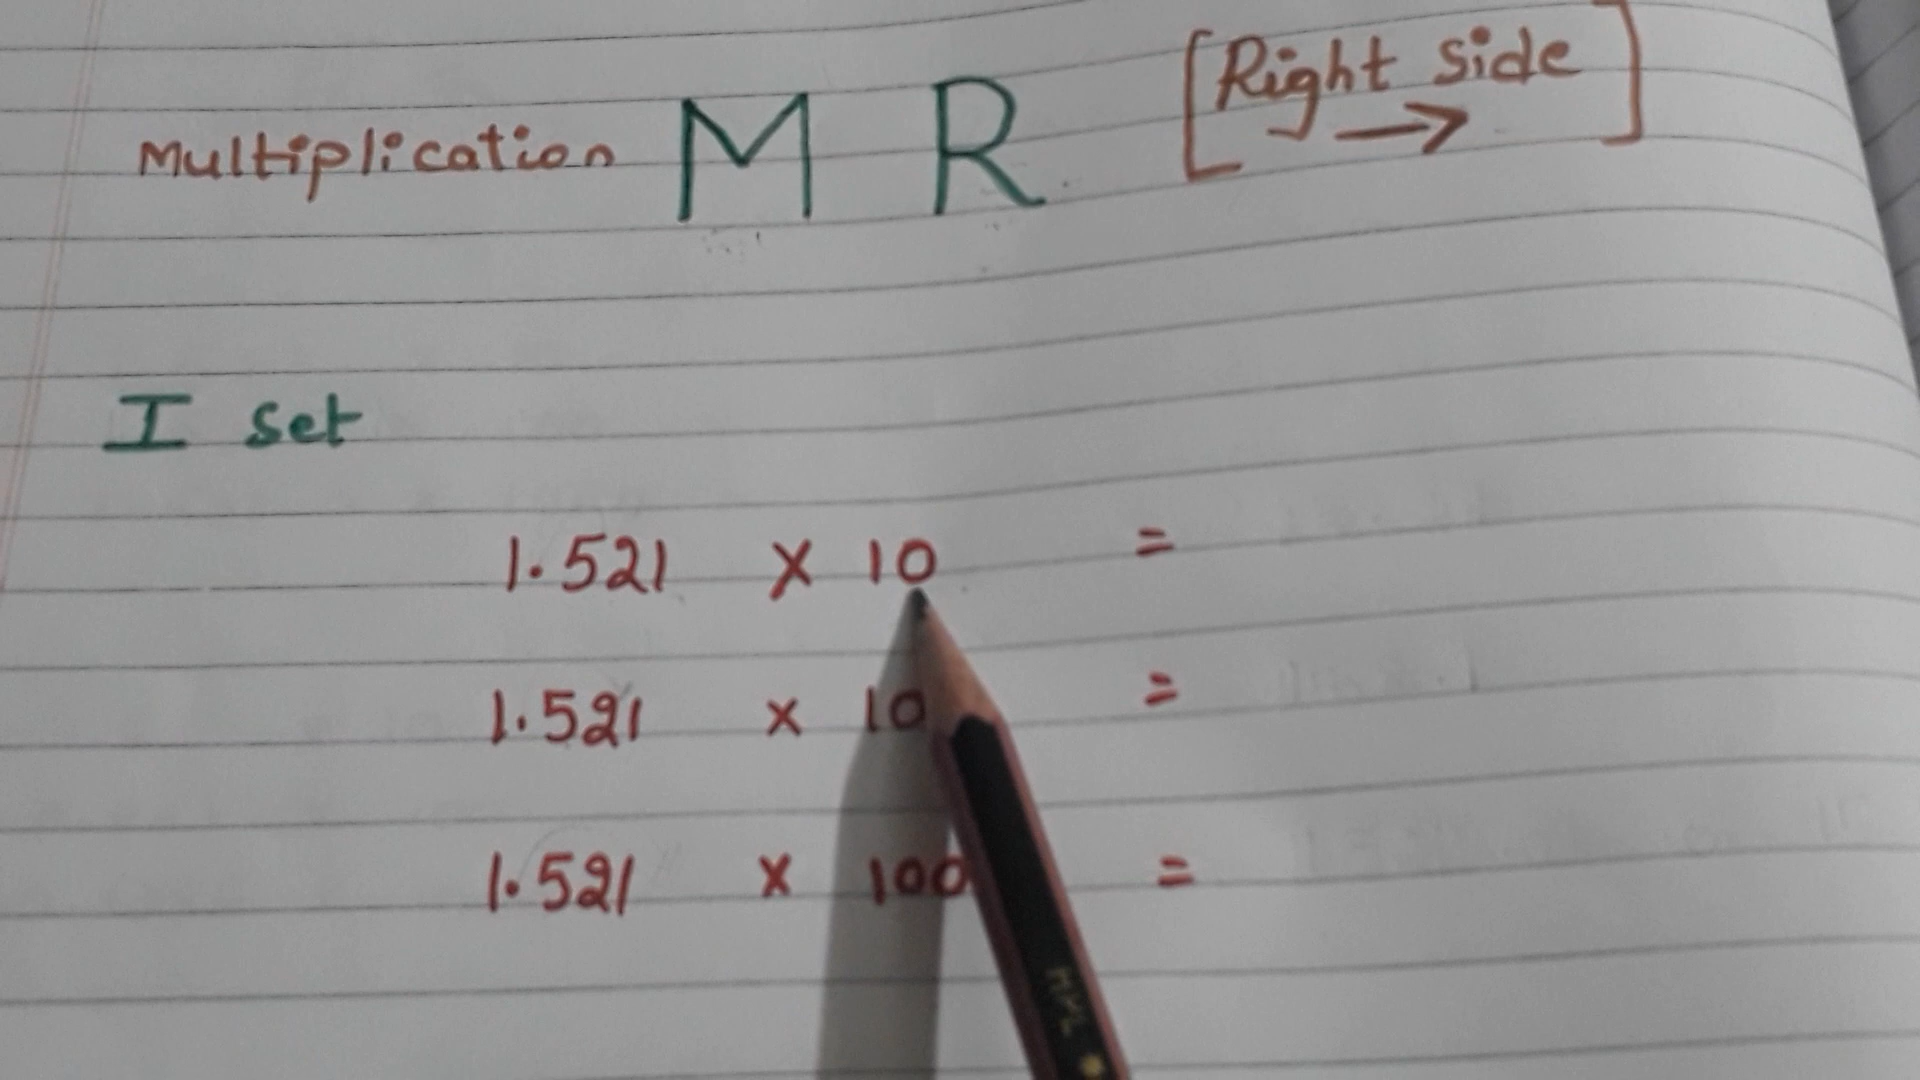 Multiplication M R [Right side →]
I set
1.521 × 10 =
1.521 × 10 =
1.521 × 100 =